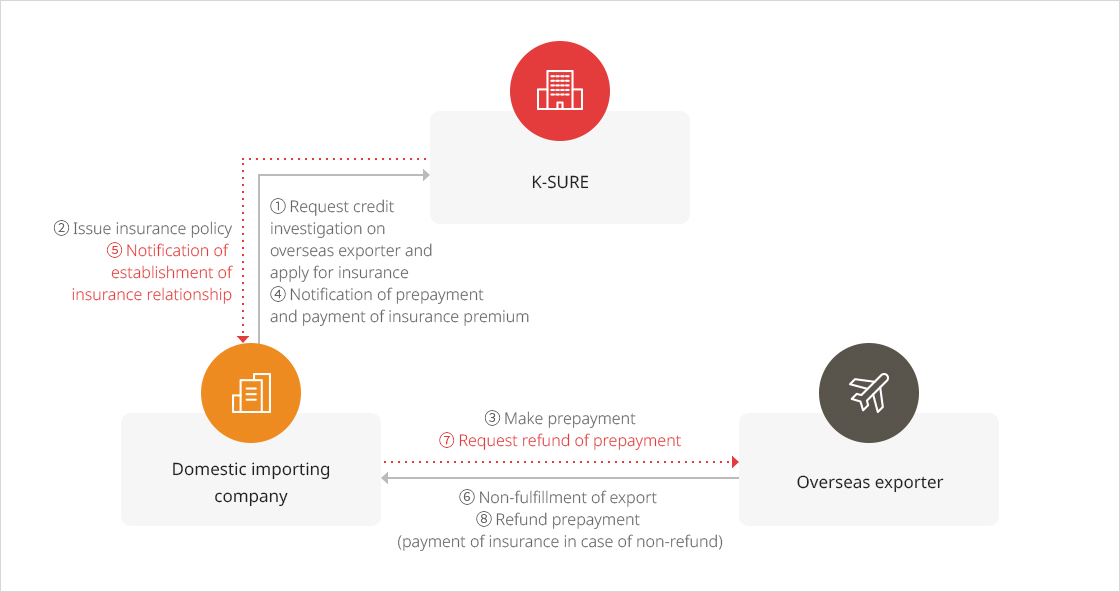 K-SURE
② Issue insurance policy
⑤ Notification of
establishment of
insurance relationship
① Request credit
investigation on
overseas exporter and
apply for insurance
④ Notification of prepayment
and payment of insurance premium
Domestic importing
company
③ Make prepayment
⑦ Request refund of prepayment
⑥ Non-fulfillment of export
⑧ Refund prepayment
(payment of insurance in case of non-refund)
Overseas exporter